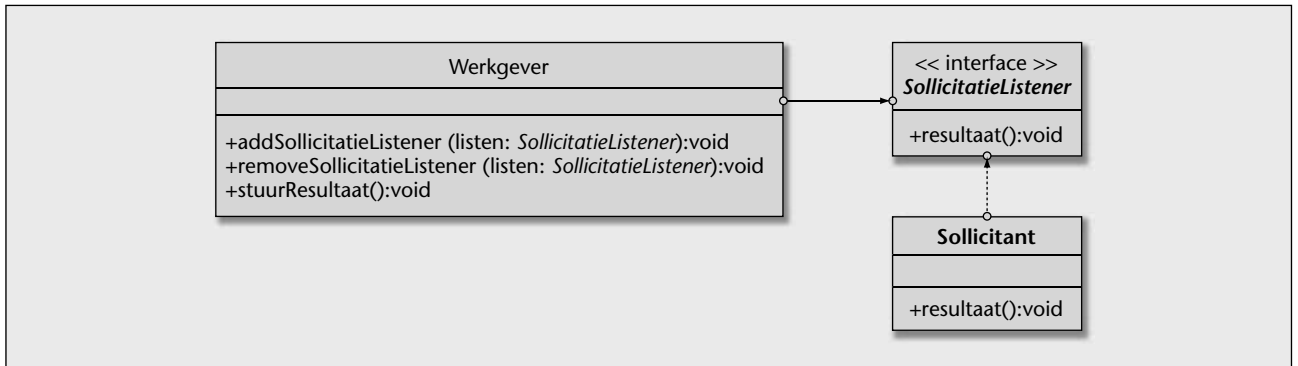 Werkgever
+addSollicitatieListener (listen: SollicitatieListener):void
+removeSollicitatieListener (listen: SollicitatieListener):void
+stuurResultaat():void
<< interface >>
SollicitatieListener
+resultaat():void
Sollicitant
+resultaat():void